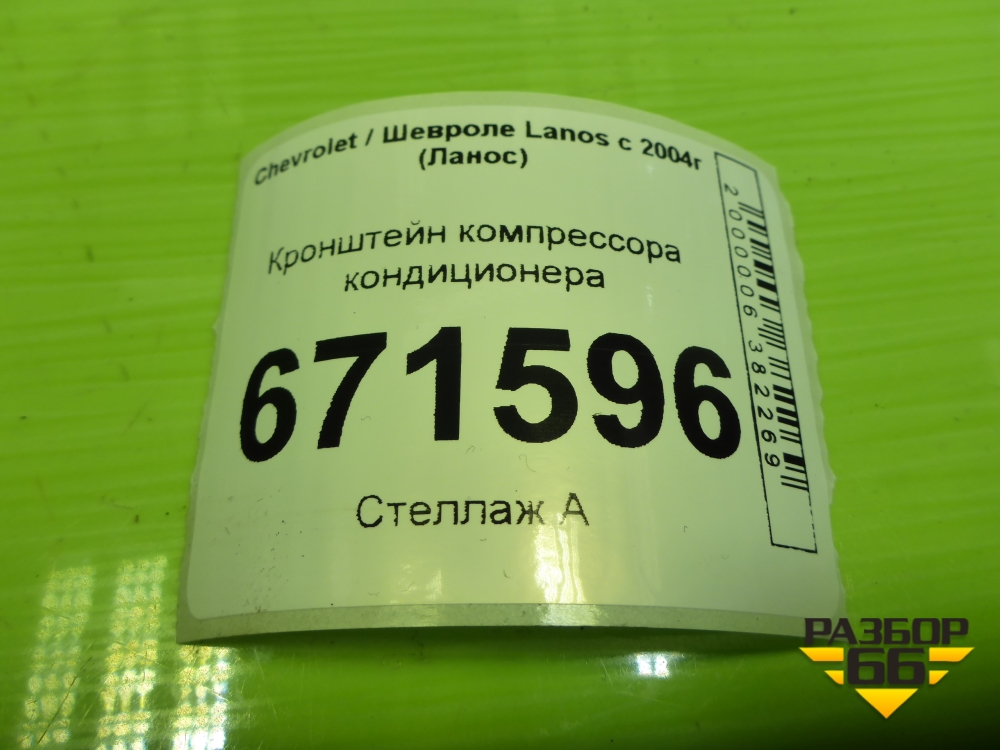 Chevrolet / Шевроле Lanos с 2004г
(Ланос)
Кронштейн компрессора
кондиционера
671596
Стеллаж А
2000006382269
РАЗБОР
66